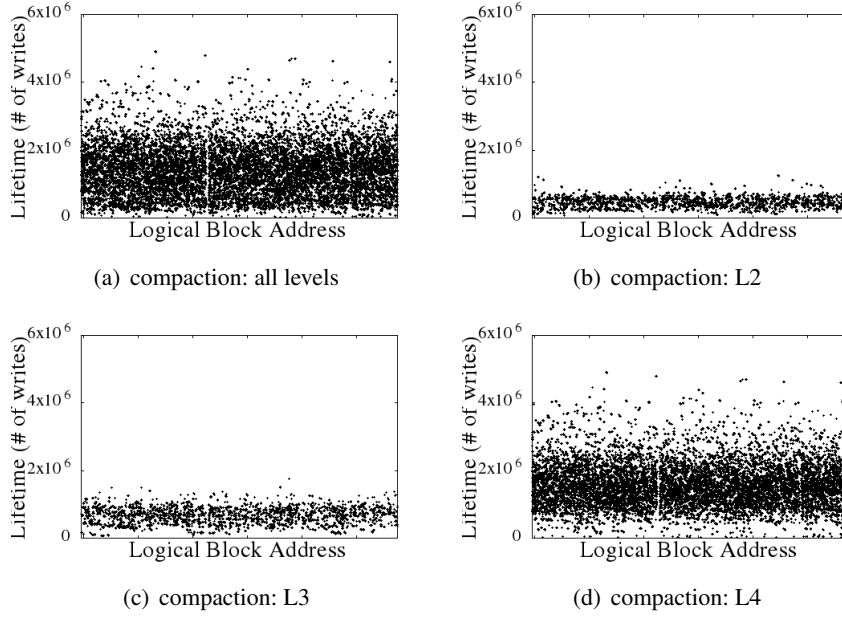 6x10^6
4x10^6
2x10^6
0
Lifetime (# of writes)
Logical Block Address
(a) compaction: all levels
6x10^6
4x10^6
2x10^6
0
Lifetime (# of writes)
Logical Block Address
(b) compaction: L2
6x10^6
4x10^6
2x10^6
0
Lifetime (# of writes)
Logical Block Address
(c) compaction: L3
6x10^6
4x10^6
2x10^6
0
Lifetime (# of writes)
Logical Block Address
(d) compaction: L4